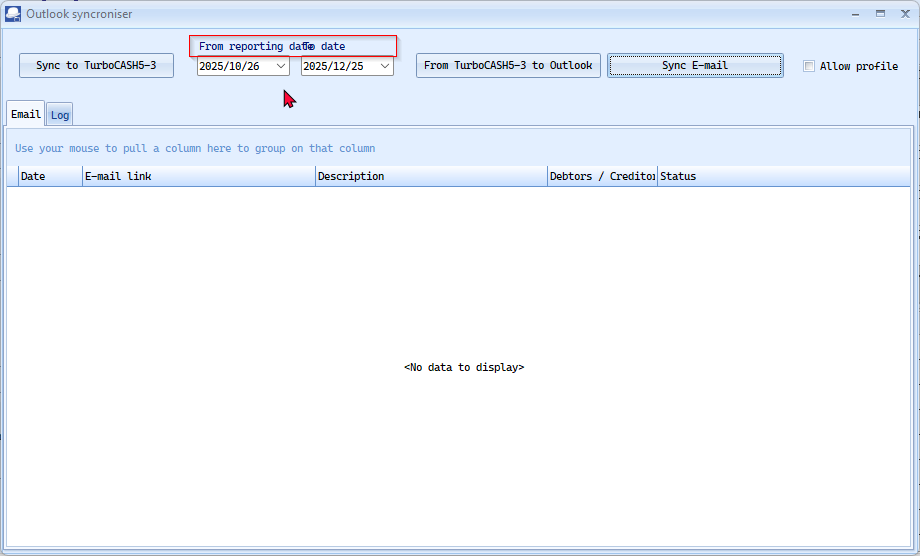 Outlook syncroniser
From reporting date To date
Sync to TurboCASH5-3
2025/10/26
2025/12/25
From TurboCASH5-3 to Outlook
Sync E-mail
Allow profile
Email
Log
Use your mouse to pull a column here to group on that column
Date
E-mail link
Description
Debtors / Creditor
Status
<No data to display>